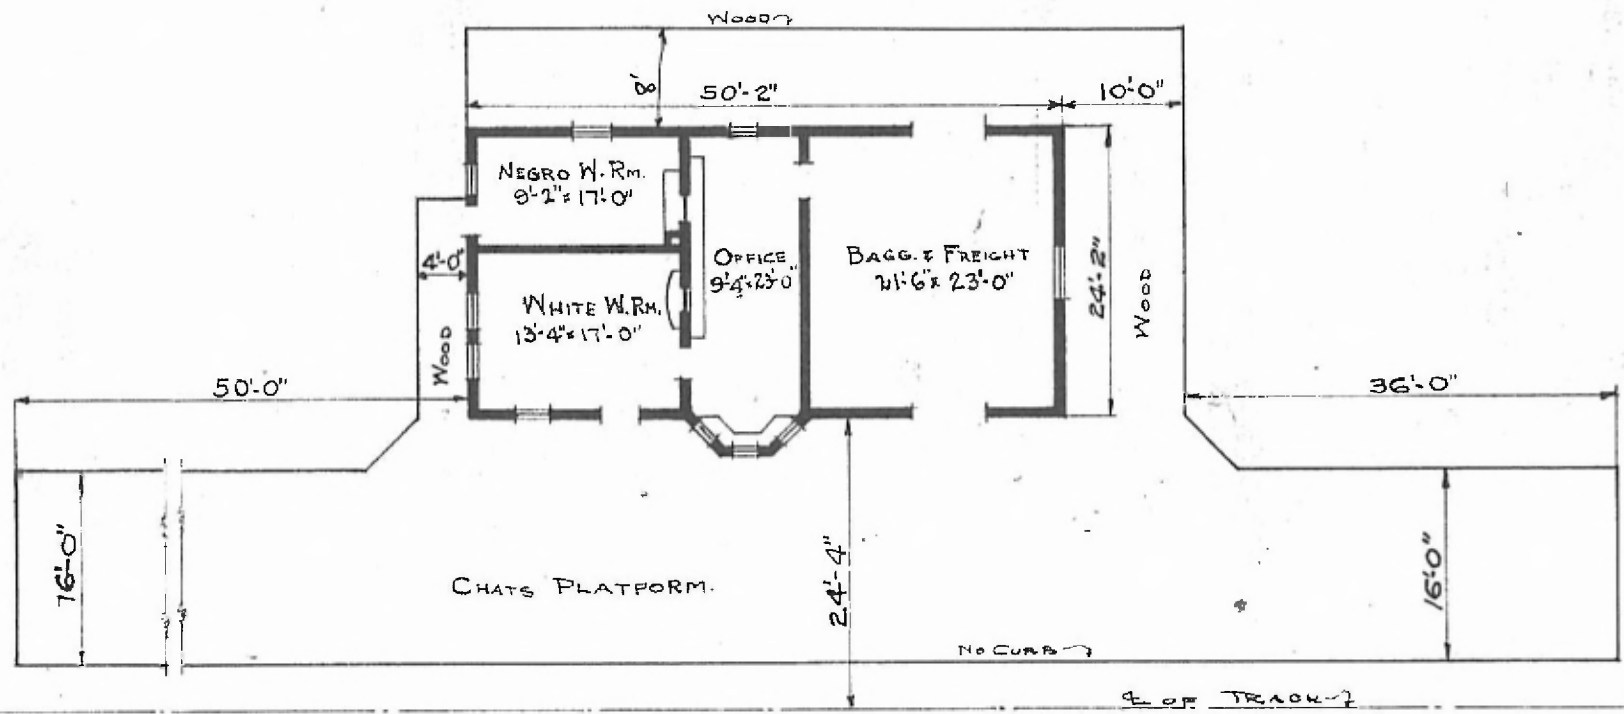 WOOD
8'
50'-2"
10'-0"
NEGRO W. RM.
9'-2" x 17'-0"
OFFICE
9'-4" x 23'-0"
BAGG. & FREIGHT
21'-6" x 23'-0"
24'-2"
WOOD
4'-0"
WHITE W. RM.
13'-4" x 17'-0"
WOOD
50'-0"
36'-0"
16'-0"
CHATS PLATFORM.
24'-4"
16'-0"
NO CURB
℄ OF TRACK